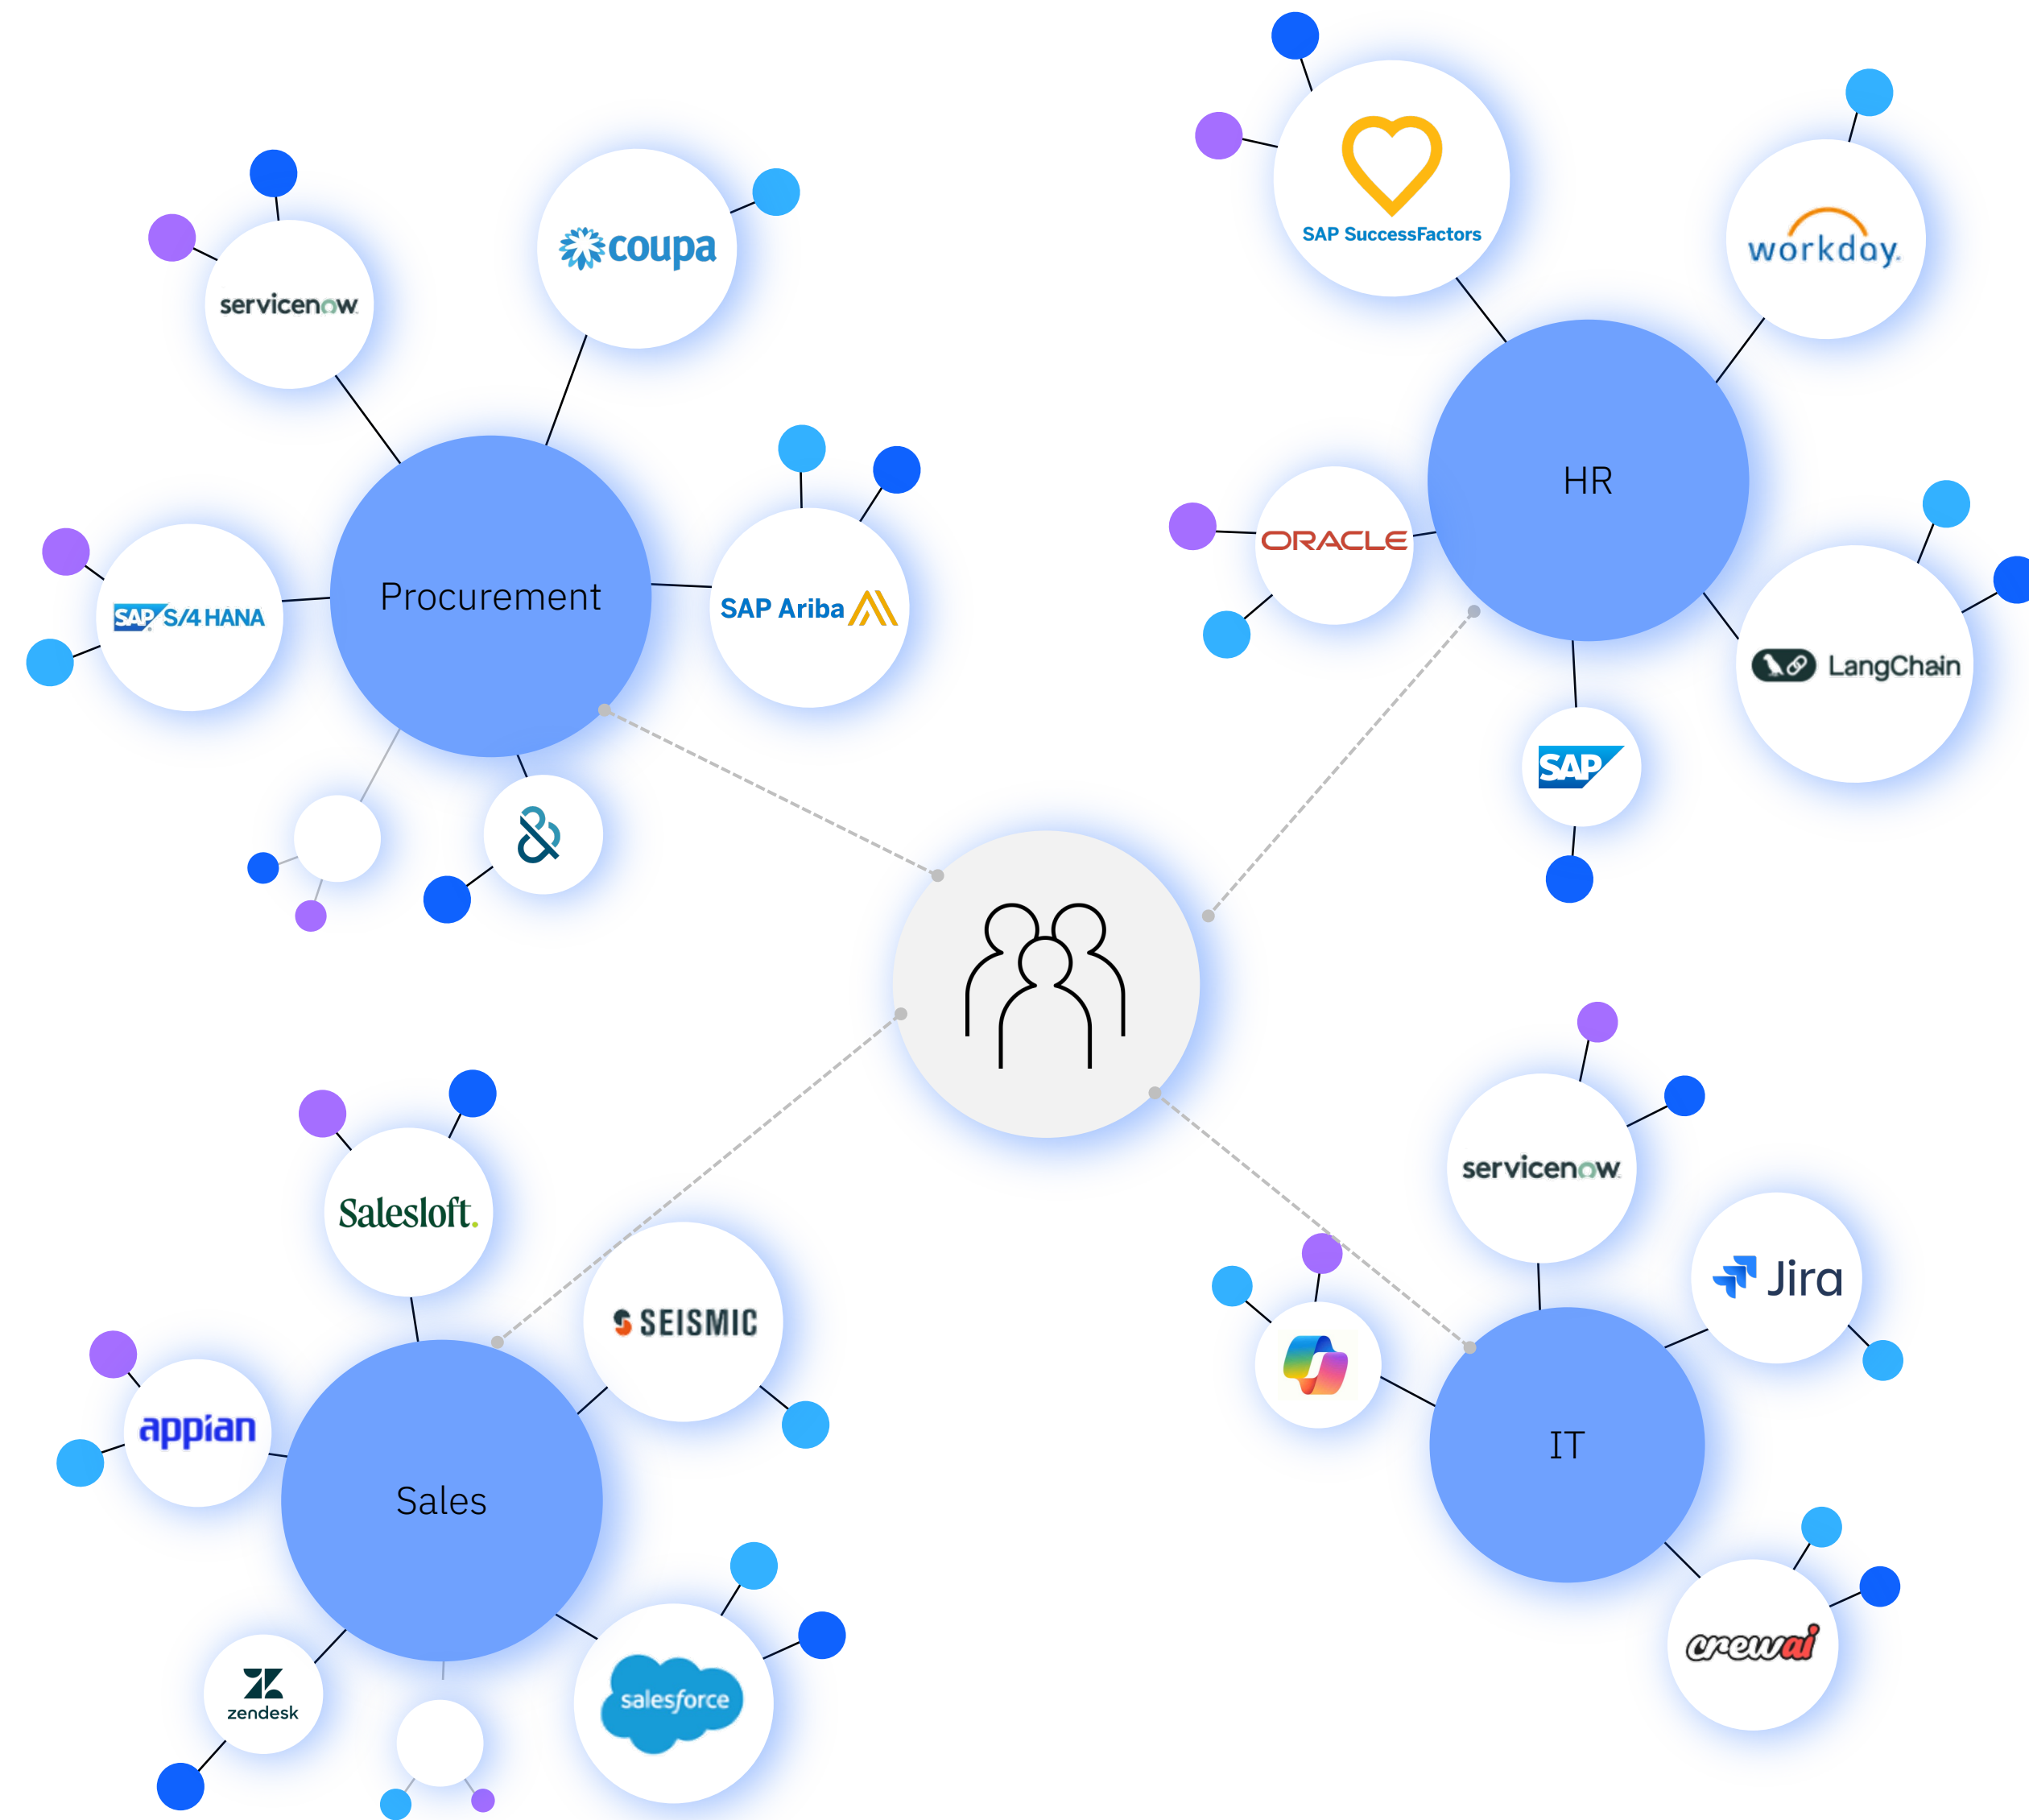 servicenow
coupa
SAP S/4 HANA
Procurement
SAP Ariba
SAP SuccessFactors
workday.
HR
ORACLE
LangChain
SAP
Salesloft.
SEISMIC
appian
Sales
zendesk
salesforce
servicenow
Jira
IT
crewai